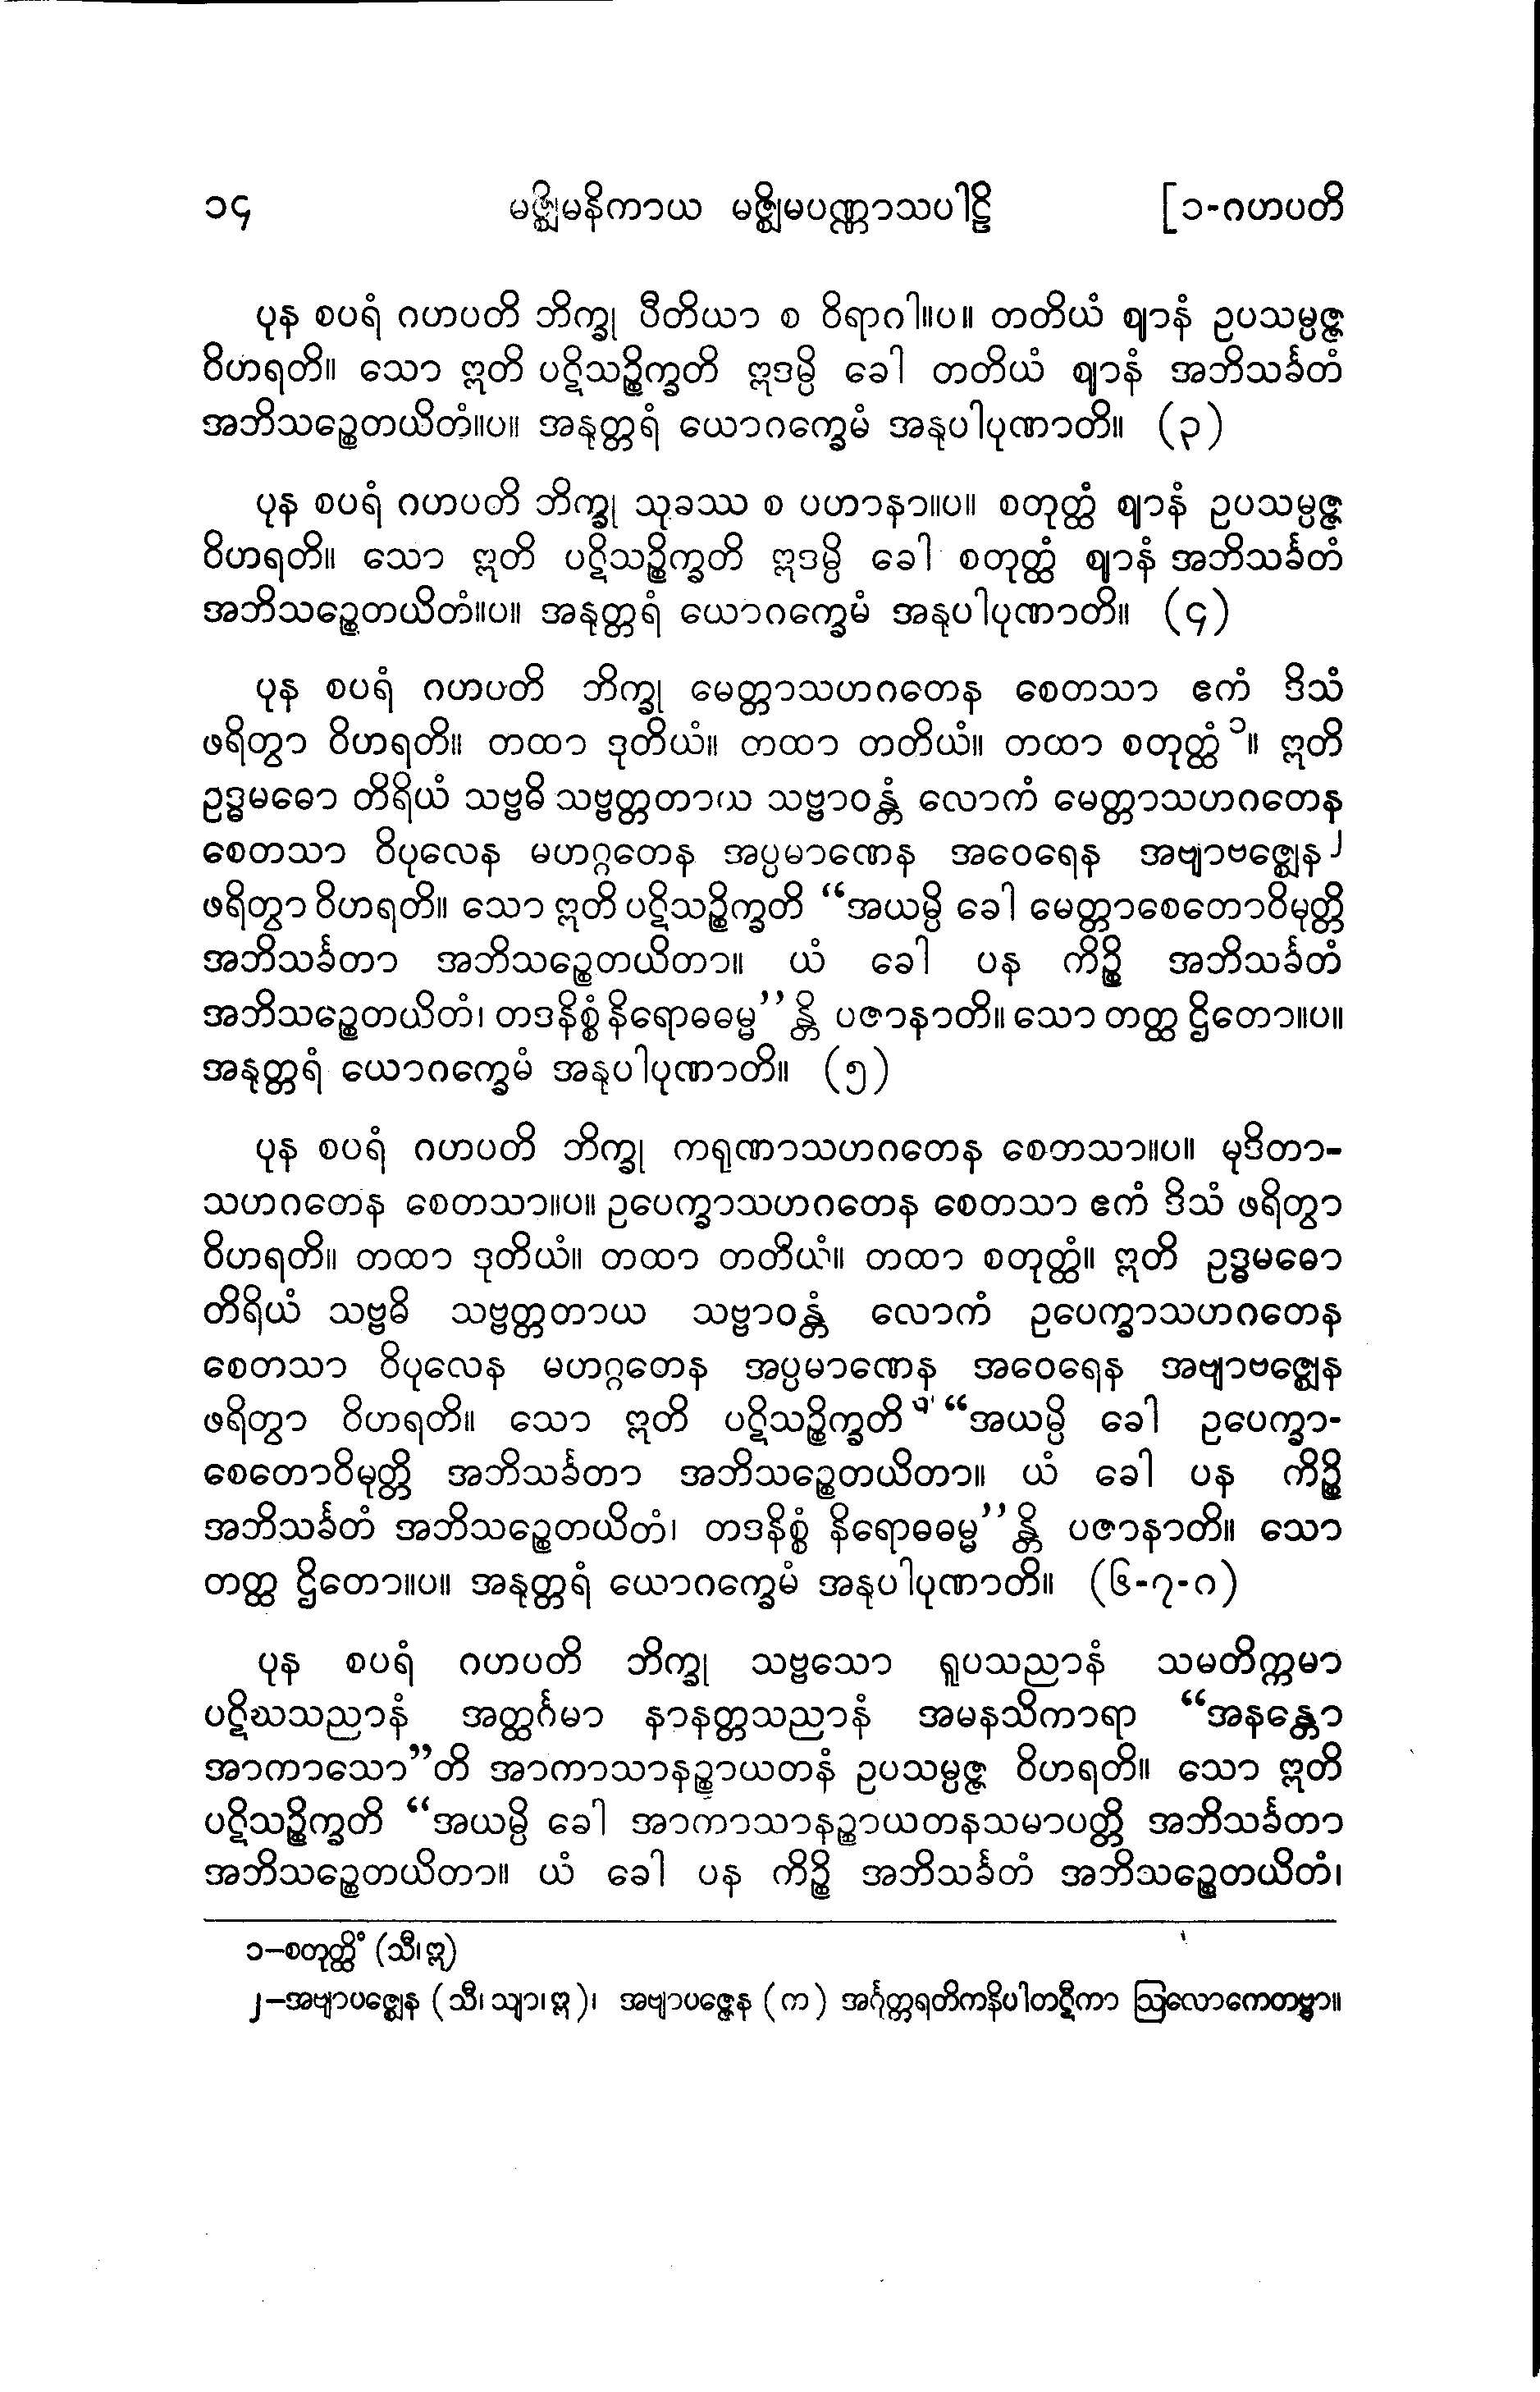 ၁၄ မဇ္ဈိမနိကာယ မဇ္ဈိမပဏ္ဏာသပါဠိ [၁-ဂဟပတိ
ပုန စပရံ ဂဟပတိ ဘိက္ခု ပီတိယာ စ ဝိရာဂါ။ပ။ တတိယံ ဈာနံ ဥပသမ္ပဇ္ဇ
ဝိဟရတိ။ သော ဣတိ ပဋိသဉ္စိက္ခတိ ဣဒမ္ပိ ခေါ တတိယံ ဈာနံ အဘိသင်္ခတံ
အဘိသဉ္စေတယိတံ။ပ။ အနုတ္တရံ ယောဂက္ခေမံ အနုပါပုဏာတိ။ (၃)
ပုန စပရံ ဂဟပတိ ဘိက္ခု သုခဿ စ ပဟာနာ။ပ။ စတုတ္ထံ ဈာနံ ဥပသမ္ပဇ္ဇ
ဝိဟရတိ။ သော ဣတိ ပဋိသဉ္စိက္ခတိ ဣဒမ္ပိ ခေါ စတုတ္ထံ ဈာနံ အဘိသင်္ခတံ
အဘိသဉ္စေတယိတံ။ပ။ အနုတ္တရံ ယောဂက္ခေမံ အနုပါပုဏာတိ။ (၄)
ပုန စပရံ ဂဟပတိ ဘိက္ခု မေတ္တာသဟဂတေန စေတသာ ဧကံ ဒိသံ
ဖရိတွာ ဝိဟရတိ။ တထာ ဒုတိယံ။ တထာ တတိယံ။ တထာ စတုတ္ထံ ၁။ ဣတိ
ဥဒ္ဓမဓော တိရိယံ သဗ္ဗဓိ သဗ္ဗတ္တတာယ သဗ္ဗာဝန္တံ လောကံ မေတ္တာသဟဂတေန
စေတသာ ဝိပုလေန မဟဂ္ဂတေန အပ္ပမာဏေန အဝေရေန အဗျာဗဇ္ဈေန ၂
ဖရိတွာ ဝိဟရတိ။ သော ဣတိ ပဋိသဉ္စိက္ခတိ “အယမ္ပိ ခေါ မေတ္တာစေတောဝိမုတ္တိ
အဘိသင်္ခတာ အဘိသဉ္စေတယိတာ။ ယံ ခေါ ပန ကိဉ္စိ အဘိသင်္ခတံ
အဘိသဉ္စေတယိတံ၊ တဒနိစ္စံ နိရောဓဓမ္မ”န္တိ ပဇာနာတိ။ သော တတ္ထ ဌိတော။ပ။
အနုတ္တရံ ယောဂက္ခေမံ အနုပါပုဏာတိ။ (၅)
ပုန စပရံ ဂဟပတိ ဘိက္ခု ကရုဏာသဟဂတေန စေတသာ။ပ။ မုဒိတာ-
သဟဂတေန စေတသာ။ပ။ ဥပေက္ခာသဟဂတေန စေတသာ ဧကံ ဒိသံ ဖရိတွာ
ဝိဟရတိ။ တထာ ဒုတိယံ။ တထာ တတိယံ။ တထာ စတုတ္ထံ။ ဣတိ ဥဒ္ဓမဓော
တိရိယံ သဗ္ဗဓိ သဗ္ဗတ္တတာယ သဗ္ဗာဝန္တံ လောကံ ဥပေက္ခာသဟဂတေန
စေတသာ ဝိပုလေန မဟဂ္ဂတေန အပ္ပမာဏေန အဝေရေန အဗျာဗဇ္ဈေန
ဖရိတွာ ဝိဟရတိ။ သော ဣတိ ပဋိသဉ္စိက္ခတိ “အယမ္ပိ ခေါ ဥပေက္ခာ-
စေတောဝိမုတ္တိ အဘိသင်္ခတာ အဘိသဉ္စေတယိတာ။ ယံ ခေါ ပန ကိဉ္စိ
အဘိသင်္ခတံ အဘိသဉ္စေတယိတံ၊ တဒနိစ္စံ နိရောဓဓမ္မ”န္တိ ပဇာနာတိ။ သော
တတ္ထ ဌိတော။ပ။ အနုတ္တရံ ယောဂက္ခေမံ အနုပါပုဏာတိ။ (၆-၇-ဂ)
ပုန စပရံ ဂဟပတိ ဘိက္ခု သဗ္ဗသော ရူပသညာနံ သမတိက္ကမာ
ပဋိဃသညာနံ အတ္ထင်္ဂမာ နာနတ္တသညာနံ အမနသိကာရာ “အနန္တော
အာကာသော”တိ အာကာသာနဉ္စာယတနံ ဥပသမ္ပဇ္ဇ ဝိဟရတိ။ သော ဣတိ
ပဋိသဉ္စိက္ခတိ “အယမ္ပိ ခေါ အာကာသာနဉ္စာယတနသမာပတ္တိ အဘိသင်္ခတာ
အဘိသဉ္စေတယိတာ။ ယံ ခေါ ပန ကိဉ္စိ အဘိသင်္ခတံ အဘိသဉ္စေတယိတံ၊
၁–စတုတ္ထိံ (သီ၊ ဣ)
၂–အဗျာပဇ္ဈေန (သီ၊ သျာ၊ ဣ)၊ အဗျာပဇ္ဇေန (က) အင်္ဂုတ္တရတိကနိပါတဋီကာ ဩလောကေတဗ္ဗာ။